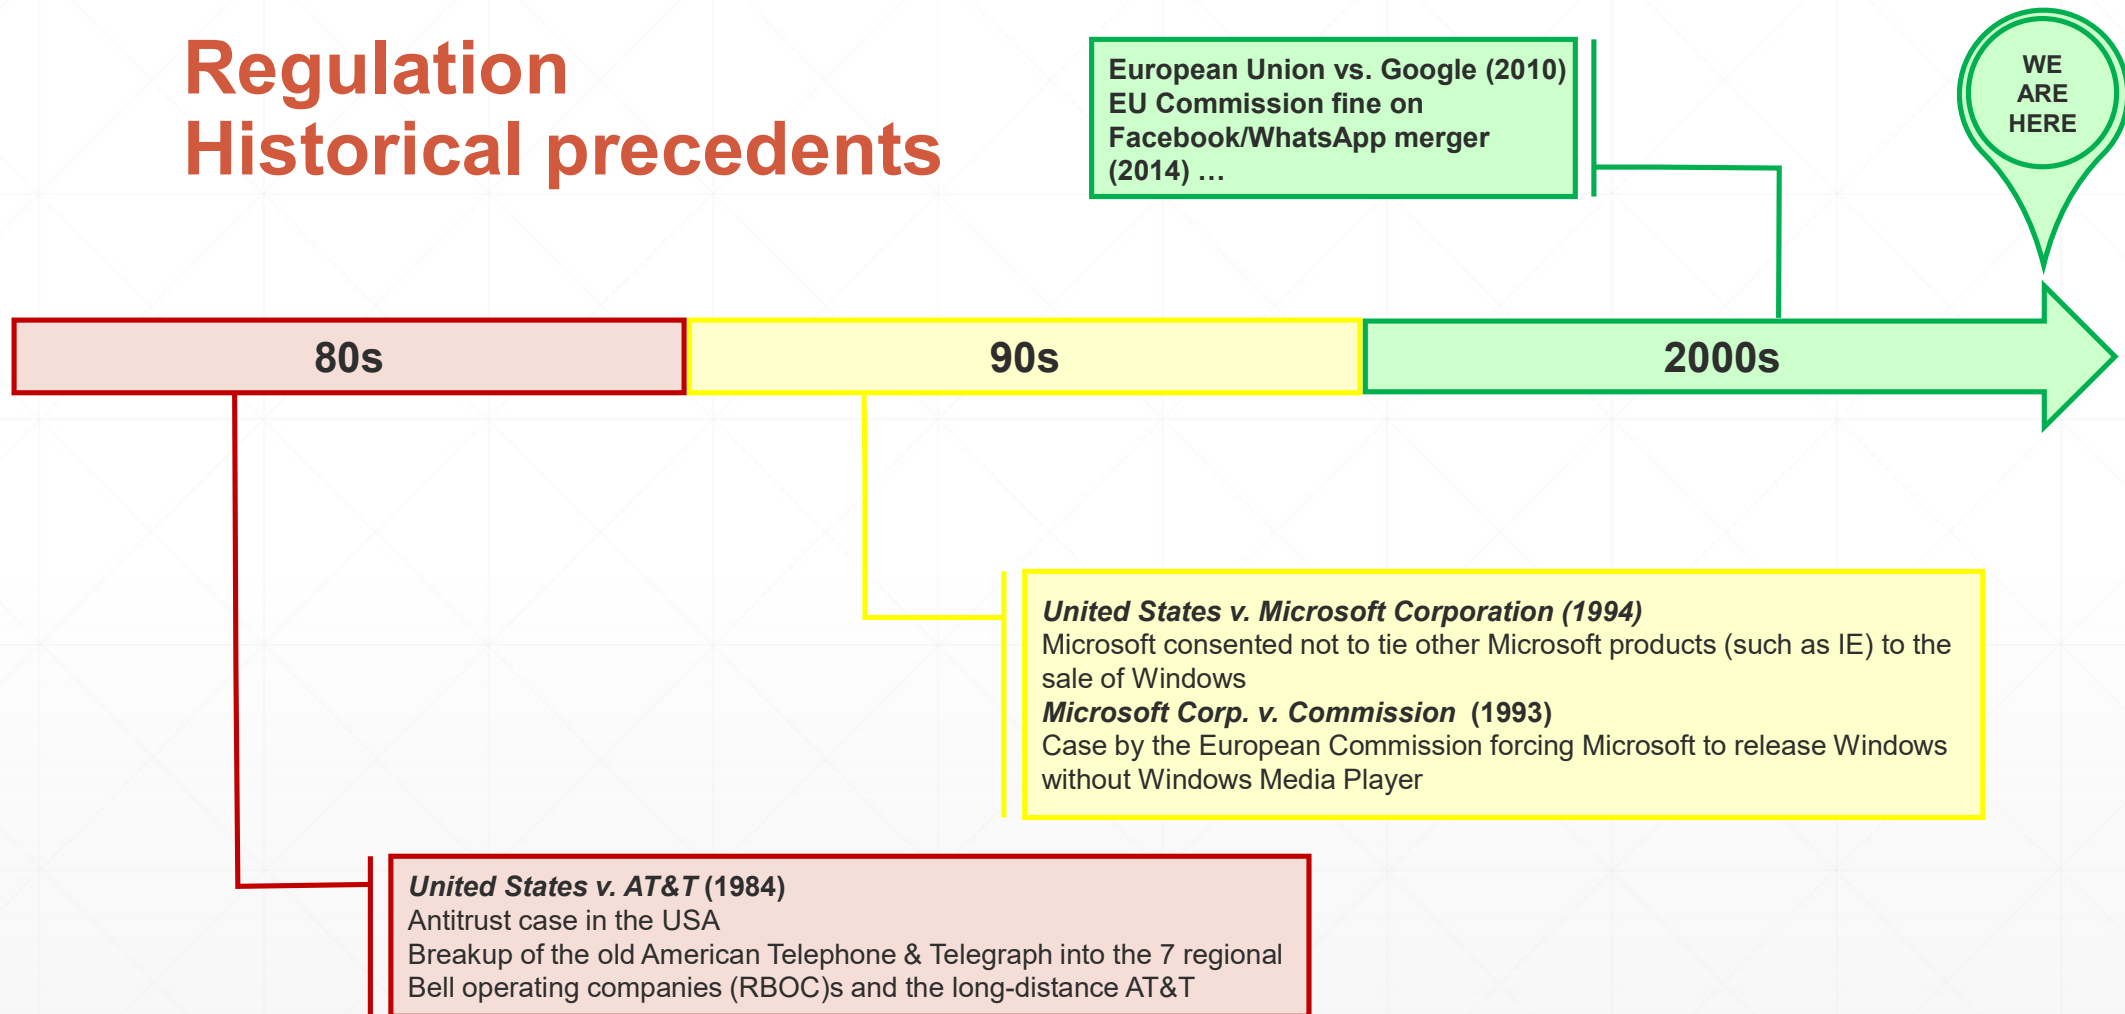 Regulation
Historical precedents
European Union vs. Google (2010)
EU Commission fine on
Facebook/WhatsApp merger
(2014) …
WE
ARE
HERE
80s
90s
2000s
United States v. Microsoft Corporation (1994)
Microsoft consented not to tie other Microsoft products (such as IE) to the
sale of Windows
Microsoft Corp. v. Commission (1993)
Case by the European Commission forcing Microsoft to release Windows
without Windows Media Player
United States v. AT&T (1984)
Antitrust case in the USA
Breakup of the old American Telephone & Telegraph into the 7 regional
Bell operating companies (RBOC)s and the long-distance AT&T